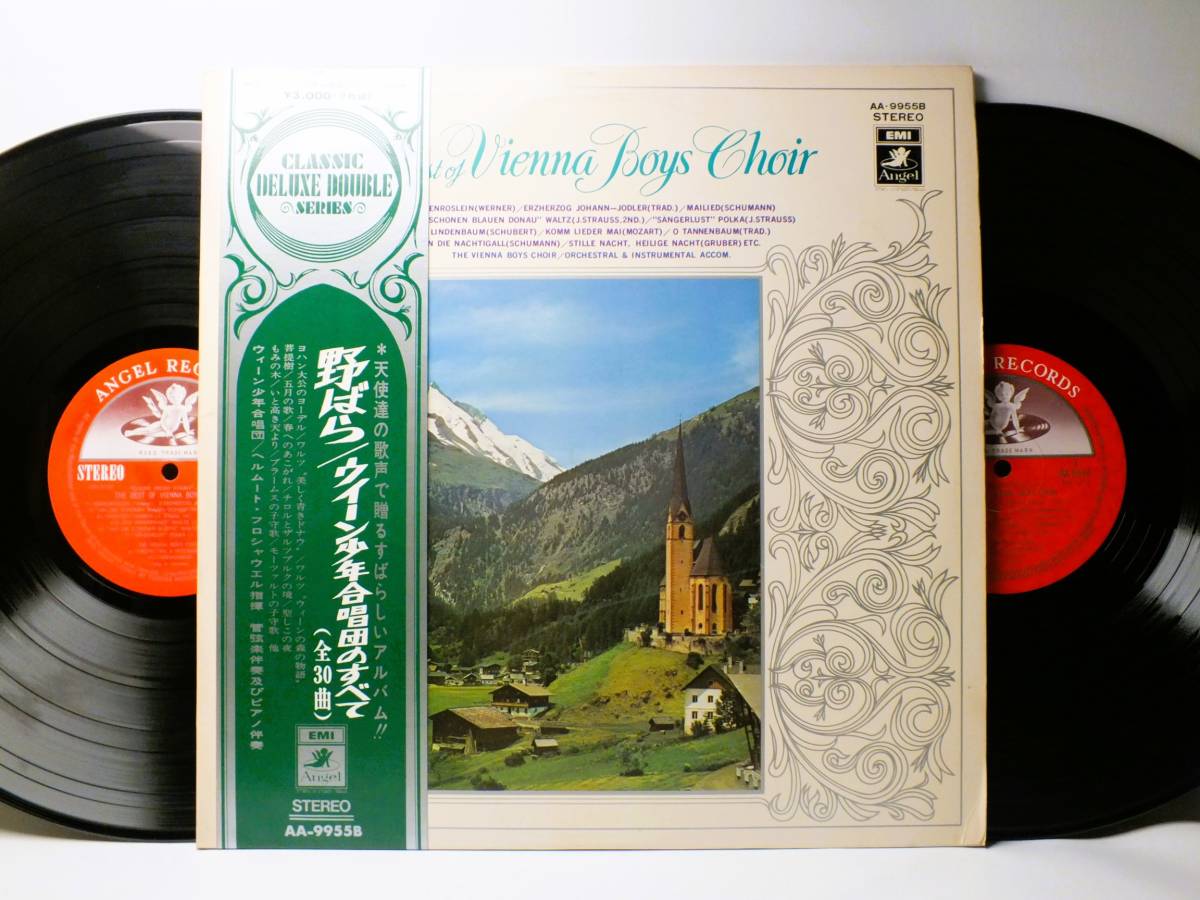 ¥3,000
CLASSIC
DELUXE DOUBLE
SERIES
*天使達の歌声で贈るすばらしいアルバム!!
野ばら/ウイーン少年合唱団のすべて
(全30曲)
ヨハン大公のヨーデル/ワルツ“美しく青きドナウ”/ワルツ“ウィーンの森の物語”
菩提樹/五月の歌/春へのあこがれ/チロルとザルツブルクの境/聖しこの夜
もみの木/いと高き天より/ブラームスの子守歌/モーツァルトの子守歌 他
ウィーン少年合唱団/ヘルムート・フロシャウエル指揮 管弦楽伴奏及びピアノ伴奏
EMI
Angel
STEREO
AA-9955B
AA-9955B
STEREO
EMI
Angel
st of Vienna Boys Choir
ENROSLEIN(WERNER)/ERZHERZOG JOHANN—JODLER(TRAD.)/MAILIED(SCHUMANN)
SCHONEN BLAUEN DONAU" WALTZ(J.STRAUSS,2ND.)/"SANGERLUST" POLKA(J.STRAUSS)
LINDENBAUM(SCHUBERT)/KOMM LIEDER MAI(MOZART)/O TANNENBAUM(TRAD.)
N DIE NACHTIGALL(SCHUMANN)/STILLE NACHT, HEILIGE NACHT(GRUBER) ETC.
THE VIENNA BOYS CHOIR/ORCHESTRAL & INSTRUMENTAL ACCOM.
ANGEL REC
STEREO
THE BEST OF VIENNA BOY
RECORDS